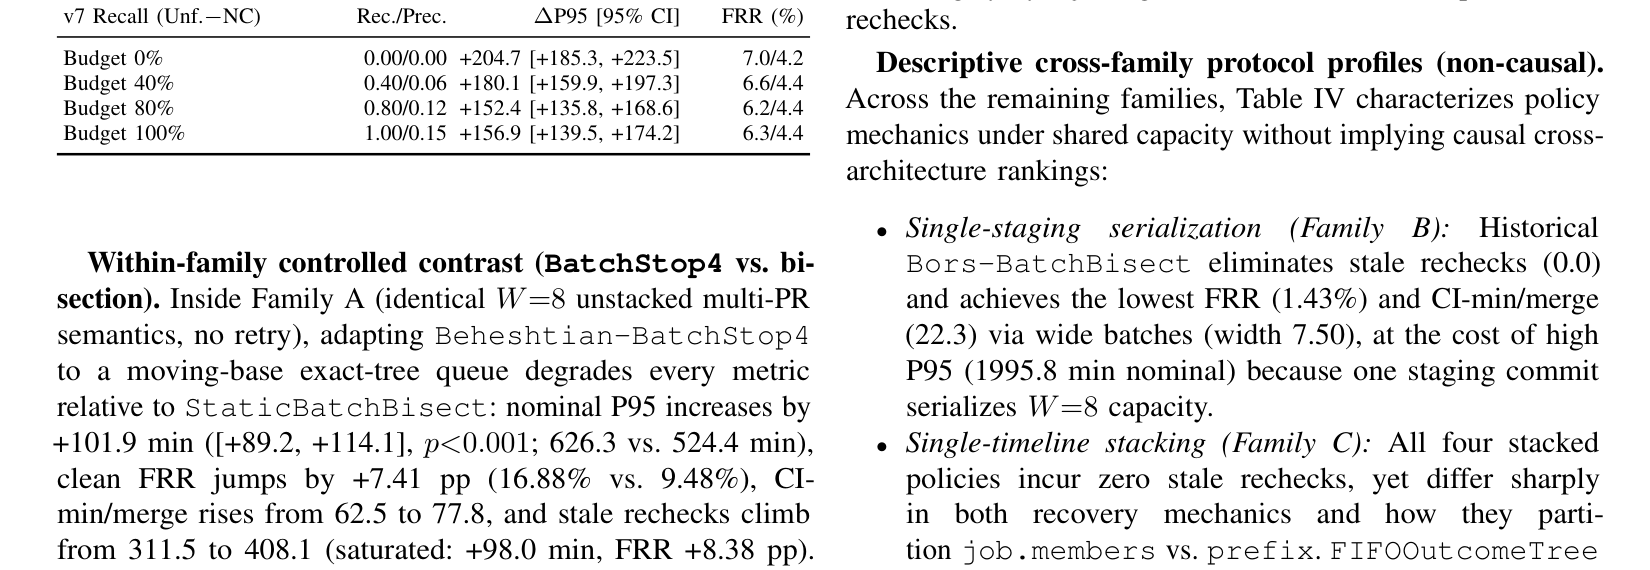 v7 Recall (Unf.−NC) Rec./Prec. ΔP95 [95% CI] FRR (%)
Budget 0% 0.00/0.00 +204.7 [+185.3, +223.5] 7.0/4.2
Budget 40% 0.40/0.06 +180.1 [+159.9, +197.3] 6.6/4.4
Budget 80% 0.80/0.12 +152.4 [+135.8, +168.6] 6.2/4.4
Budget 100% 1.00/0.15 +156.9 [+139.5, +174.2] 6.3/4.4
Within-family controlled contrast (BatchStop4 vs. bi-
section). Inside Family A (identical W=8 unstacked multi-PR
semantics, no retry), adapting Beheshtian-BatchStop4
to a moving-base exact-tree queue degrades every metric
relative to StaticBatchBisect: nominal P95 increases by
+101.9 min ([+89.2, +114.1], p<0.001; 626.3 vs. 524.4 min),
clean FRR jumps by +7.41 pp (16.88% vs. 9.48%), CI-
min/merge rises from 62.5 to 77.8, and stale rechecks climb
from 311.5 to 408.1 (saturated: +98.0 min, FRR +8.38 pp).
rechecks.
Descriptive cross-family protocol profiles (non-causal).
Across the remaining families, Table IV characterizes policy
mechanics under shared capacity without implying causal cross-
architecture rankings:
• Single-staging serialization (Family B): Historical
Bors-BatchBisect eliminates stale rechecks (0.0)
and achieves the lowest FRR (1.43%) and CI-min/merge
(22.3) via wide batches (width 7.50), at the cost of high
P95 (1995.8 min nominal) because one staging commit
serializes W=8 capacity.
• Single-timeline stacking (Family C): All four stacked
policies incur zero stale rechecks, yet differ sharply
in both recovery mechanics and how they parti-
tion job.members vs. prefix. FIFOOutcomeTree